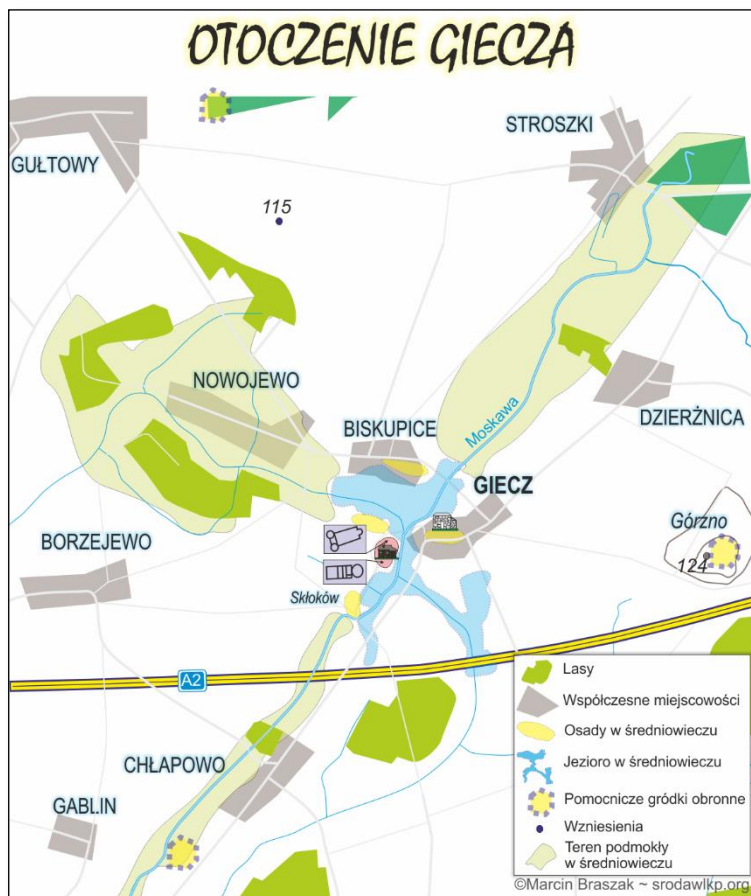 OTOCZENIE GIECZA
STROSZKI
GUŁTOWY
115
NOWOJEWO
DZIERŻNICA
BISKUPICE
Moskawa
GIECZ
Górzno
BORZEJEWO
124
Skłoków
A2
CHŁAPOWO
GABLIN
Lasy
Współczesne miejscowości
Osady w średniowieczu
Jezioro w średniowieczu
Pomocnicze gródki obronne
Wzniesienia
Teren podmokły
w średniowieczu
©Marcin Braszak ~ srodawlkp.org